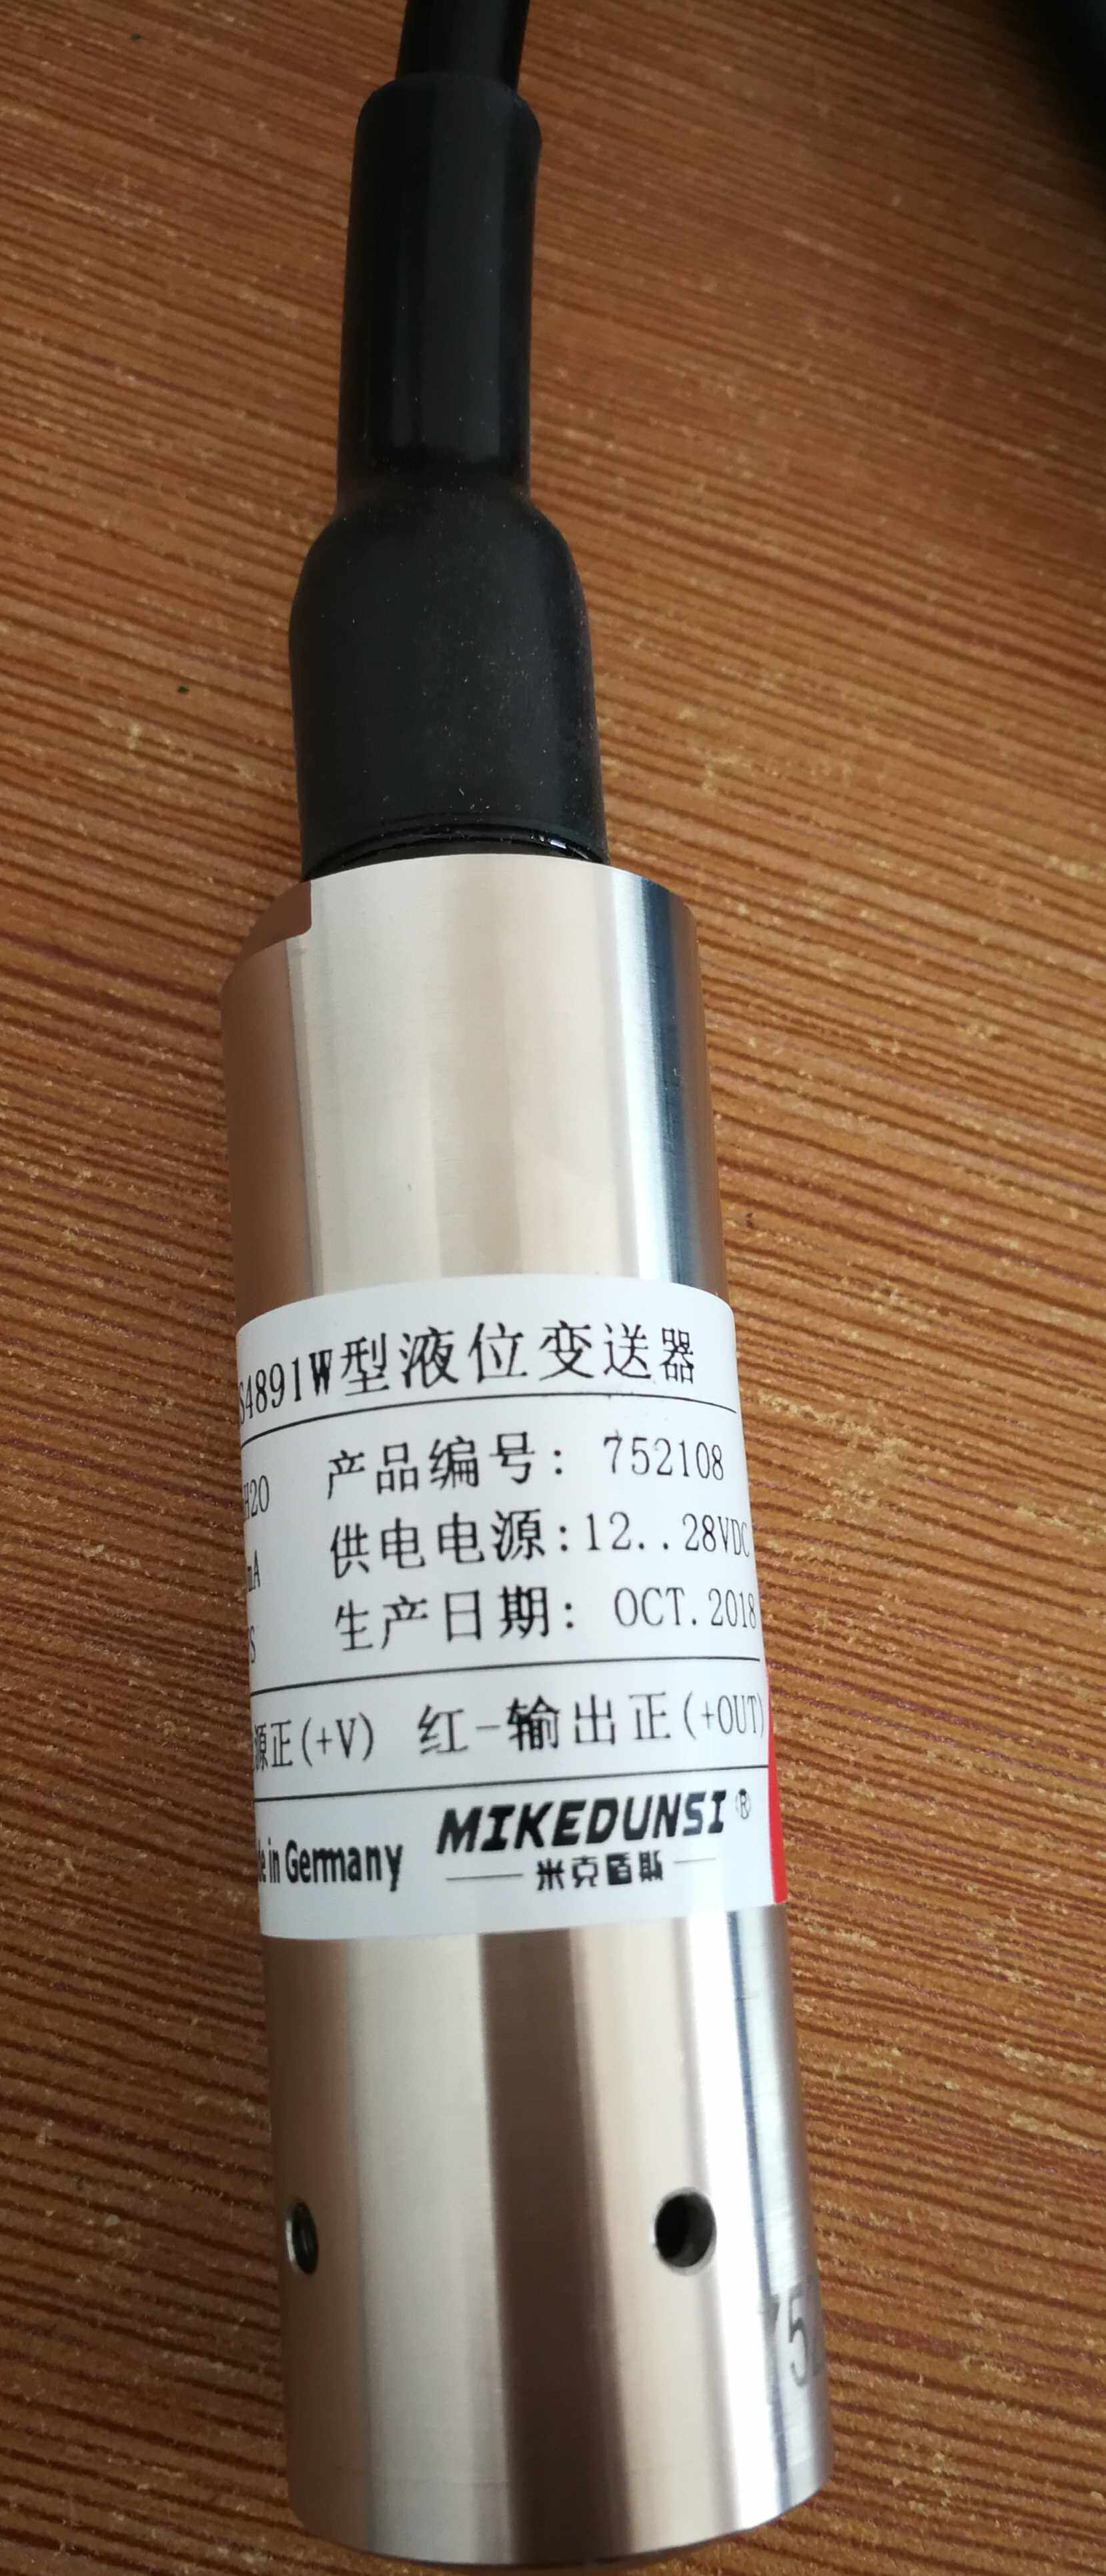 S4891W型液位变送器
H2O 产品编号: 752108
mA 供电电源:12..28VDC
S 生产日期: OCT.2018
源正(+V) 红-输出正(+OUT)
in Germany MIKEDUNSI®
米克盾斯
75